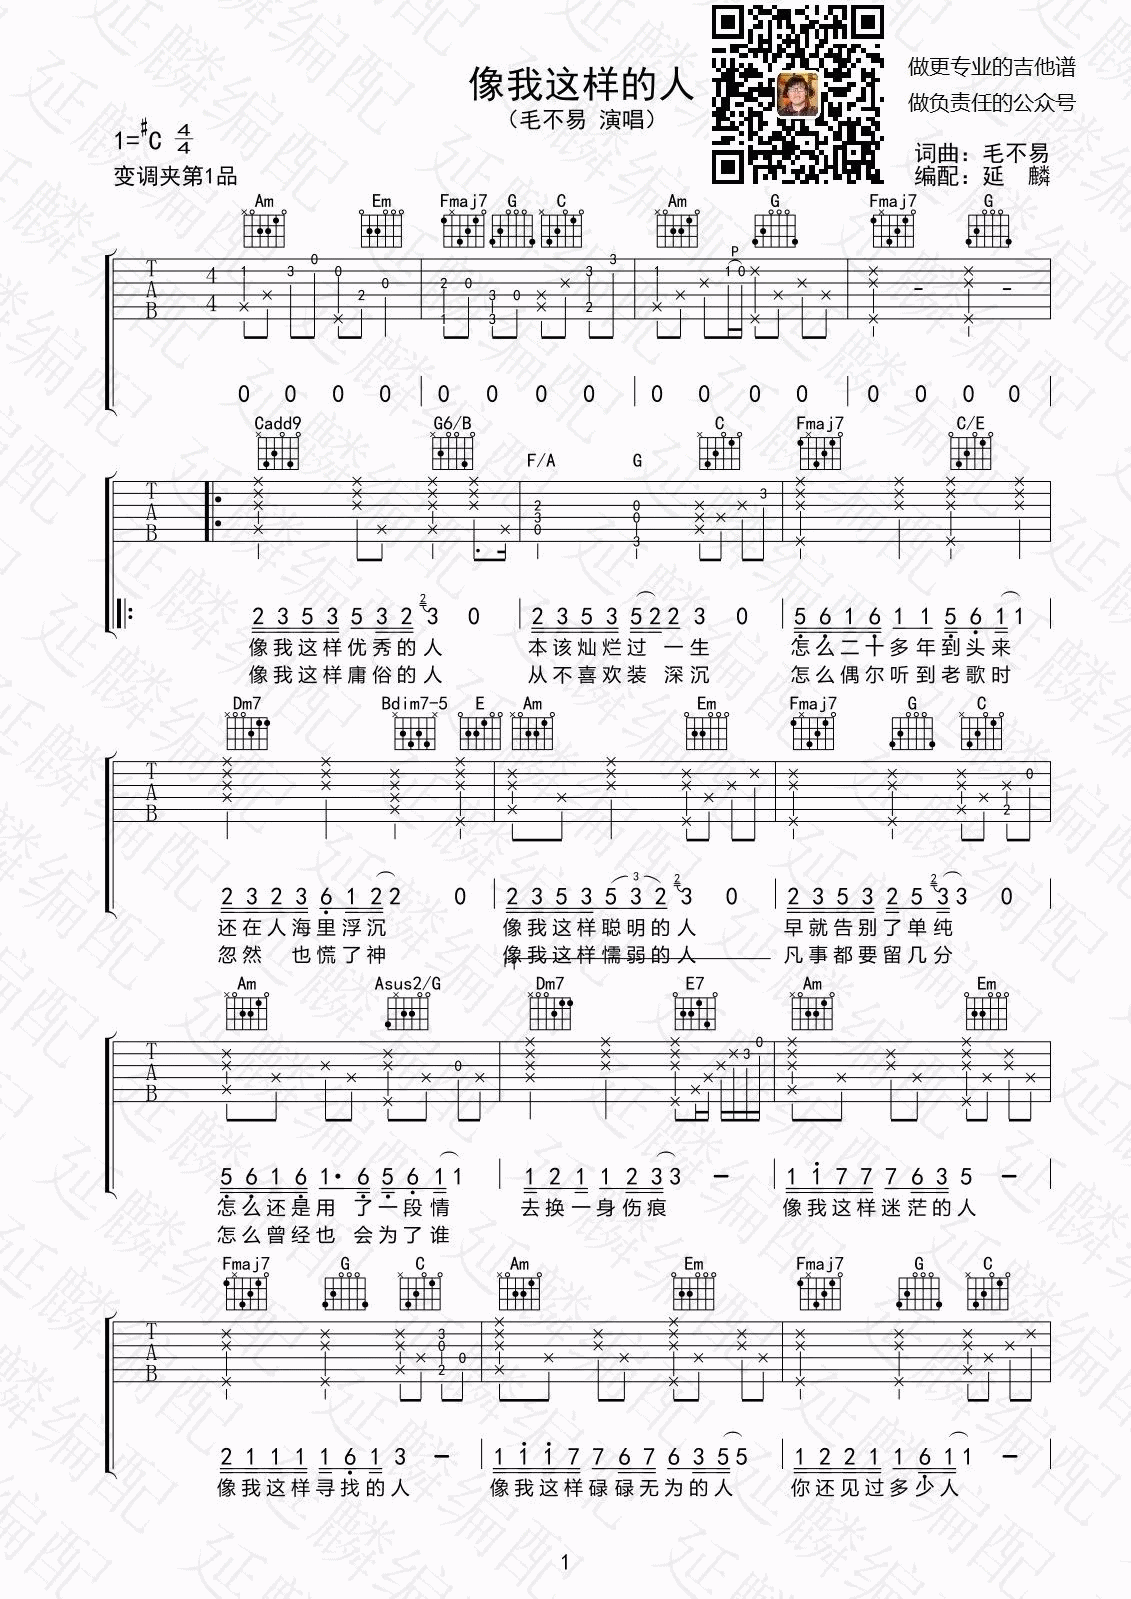 像我这样的人
（毛不易 演唱）
做更专业的吉他谱
做负责任的公众号
1=#C 4/4
变调夹第1品
词曲：毛不易
编配：延 麟
Am Em Fmaj7 G C Am G Fmaj7 G
0 0 0 0 0 0 0 0 0 0 0 0 0 0 0 0
Cadd9 G6/B F/A G C Fmaj7 C/E
2 3 5 3 5 3 2 3 0 2 3 5 3 5 2 2 3 0 5 6 1 6 1 1 5 6 1 1
像我这样优秀的人 本该灿烂过 一生 怎么二十多年到头来
像我这样庸俗的人 从不喜欢装 深沉 怎么偶尔听到老歌时
Dm7 Bdim7-5 E Am Em Fmaj7 G C
2 3 2 3 6 1 2 2 0 2 3 5 3 5 3 2 3 0 2 3 5 3 2 5 3 3 0
还在人海里浮沉 像我这样聪明的人 早就告别了单纯
忽然 也慌了神 像我这样懦弱的人 凡事都要留几分
Am Asus2/G Dm7 E7 Am Em
5 6 1 6 1· 6 5 6 1 1 1 2 1 1 2 3 3 - 1 1 7 7 7 6 3 5 -
怎么还是用 了一段情 去换一身伤痕 像我这样迷茫的人
怎么曾经也 会为了谁
Fmaj7 G C Am Em Fmaj7 G C
2 1 1 1 1 6 1 3 - 1 1 1 7 7 6 7 6 3 5 5 1 2 2 1 1 6 1 1 -
像我这样寻找的人 像我这样碌碌无为的人 你还见过多少人
1